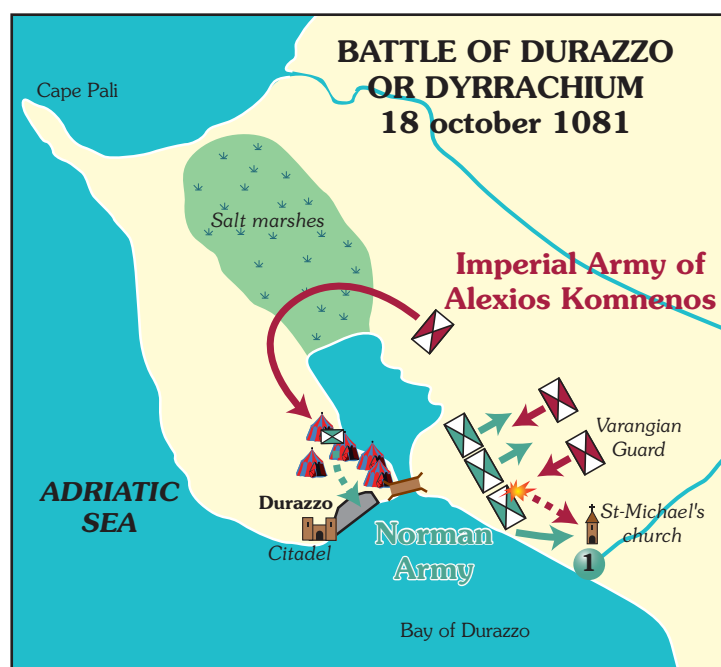 BATTLE OF DURAZZO
OR DYRRACHIUM
18 october 1081
Cape Pali
Salt marshes
Imperial Army of
Alexios Komnenos
Varangian
Guard
ADRIATIC
SEA
Durazzo
Citadel
Norman
Army
St-Michael's
church
1
Bay of Durazzo